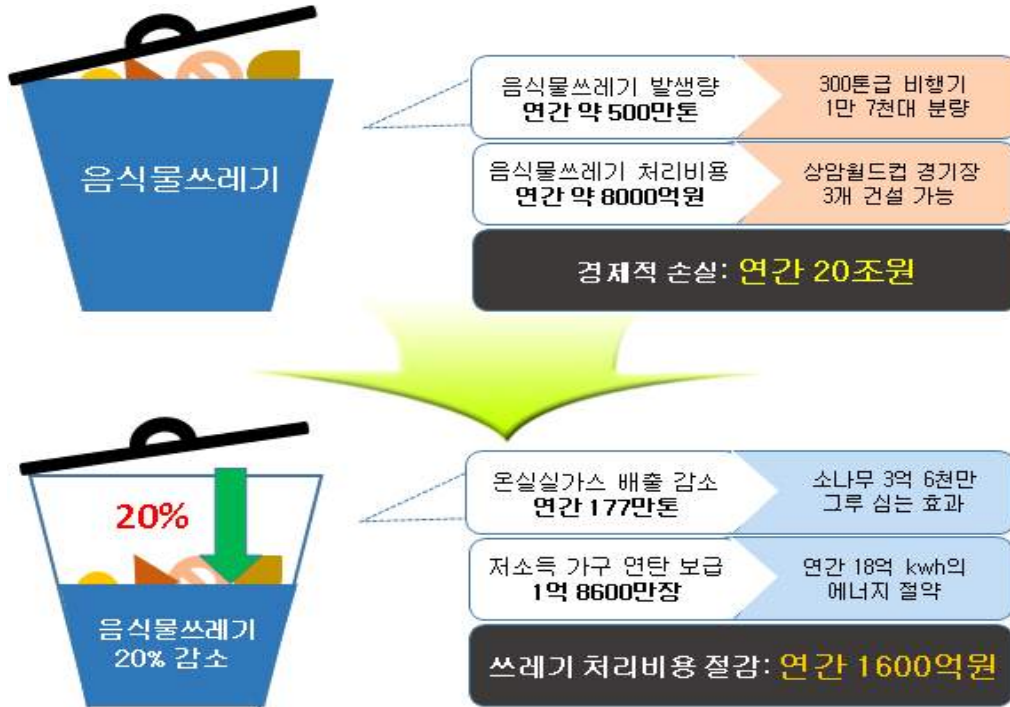 음식물쓰레기
음식물쓰레기 발생량
연간 약 500만톤
300톤급 비행기
1만 7천대 분량
음식물쓰레기 처리비용
연간 약 8000억원
상암월드컵 경기장
3개 건설 가능
경제적 손실: 연간 20조원
20%
음식물쓰레기
20% 감소
온실실가스 배출 감소
연간 177만톤
소나무 3억 6천만
그루 심는 효과
저소득 가구 연탄 보급
1억 8600만장
연간 18억 kwh의
에너지 절약
쓰레기 처리비용 절감: 연간 1600억원